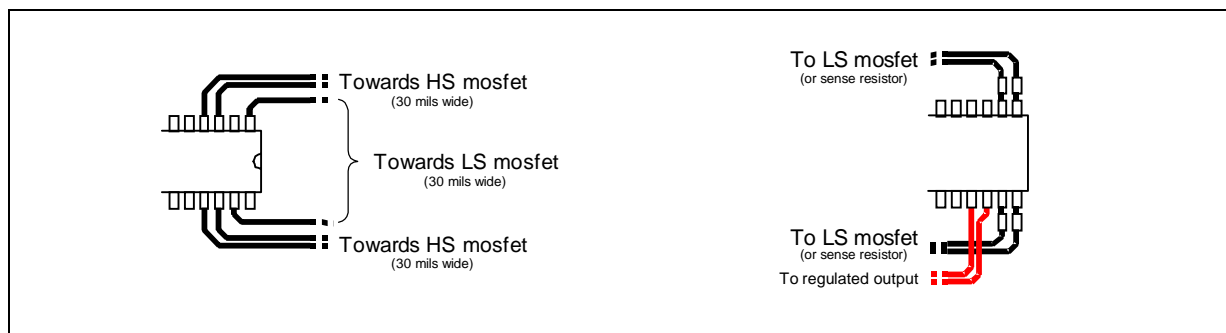 Towards HS mosfet
(30 mils wide)
Towards LS mosfet
(30 mils wide)
Towards HS mosfet
(30 mils wide)
To LS mosfet
(or sense resistor)
To LS mosfet
(or sense resistor)
To regulated output